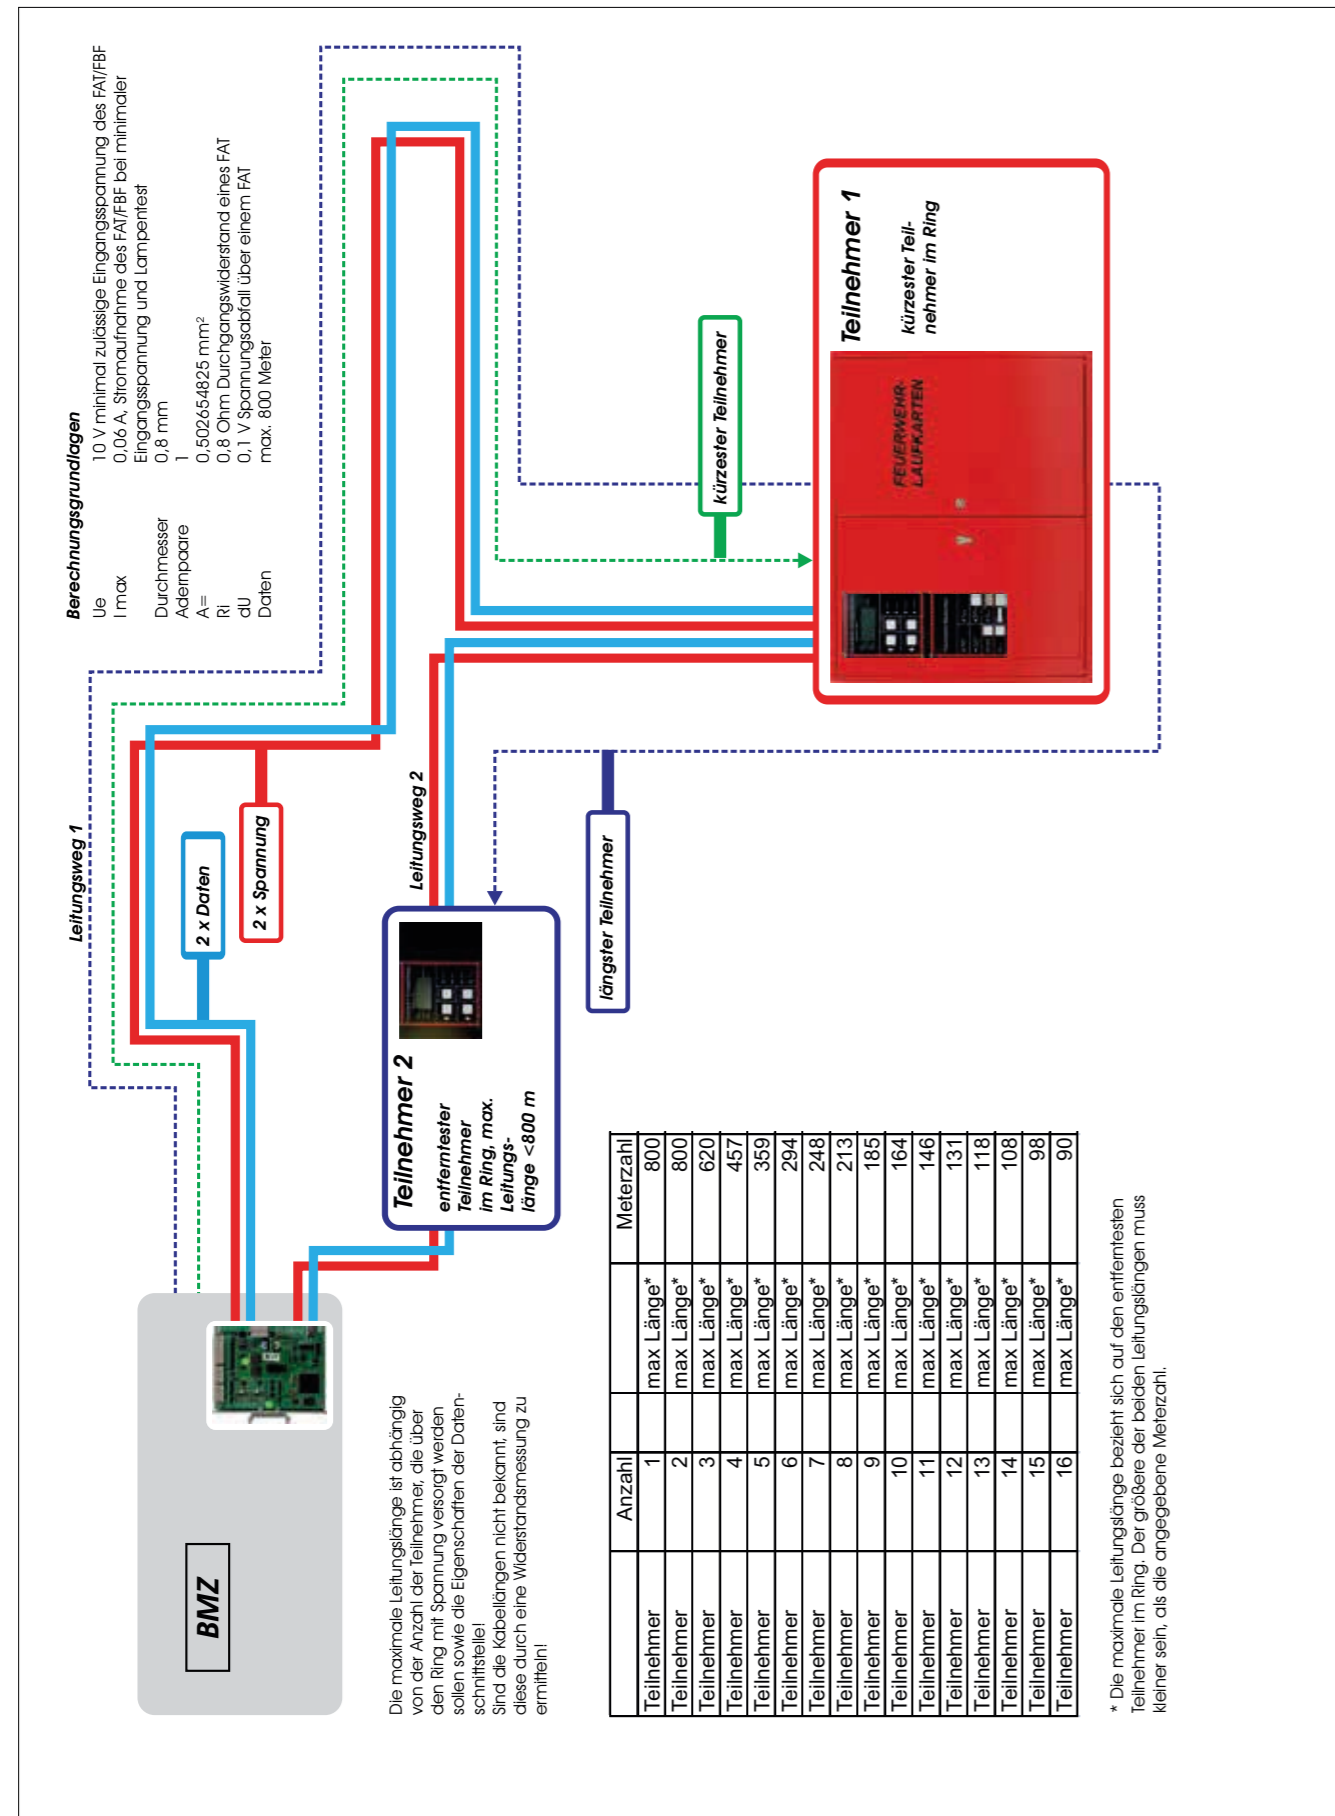 Berechnungsgrundlagen
Ue 10 V minimal zulässige Eingangsspannung des FAT/FBF
I max 0,06 A, Stromaufnahme des FAT/FBF bei minimaler
Eingangsspannung und Lampentest
Durchmesser 0,8 mm
Adernpaare 1
A= 0,502654825 mm²
Ri 0,8 Ohm Durchgangswiderstand eines FAT
dU 0,1 V Spannungsabfall über einem FAT
Daten max. 800 Meter
Leitungsweg 1
2 x Daten
2 x Spannung
Leitungsweg 2
BMZ
Teilnehmer 2
entferntester
Teilnehmer
im Ring, max.
Leitungs-
länge <800 m
längster Teilnehmer
kürzester Teilnehmer
Teilnehmer 1
kürzester Teil-
nehmer im Ring
FEUERWEHR-
LAUFKARTEN
Die maximale Leitungslänge ist abhängig
von der Anzahl der Teilnehmer, die über
den Ring mit Spannung versorgt werden
sollen sowie die Eigenschaften der Daten-
schnittstelle!
Sind die Kabellängen nicht bekannt, sind
diese durch eine Widerstandsmessung zu
ermitteln!
Anzahl Meterzahl
Teilnehmer 1 max Länge* 800
Teilnehmer 2 max Länge* 800
Teilnehmer 3 max Länge* 620
Teilnehmer 4 max Länge* 457
Teilnehmer 5 max Länge* 359
Teilnehmer 6 max Länge* 294
Teilnehmer 7 max Länge* 248
Teilnehmer 8 max Länge* 213
Teilnehmer 9 max Länge* 185
Teilnehmer 10 max Länge* 164
Teilnehmer 11 max Länge* 146
Teilnehmer 12 max Länge* 131
Teilnehmer 13 max Länge* 118
Teilnehmer 14 max Länge* 108
Teilnehmer 15 max Länge* 98
Teilnehmer 16 max Länge* 90
* Die maximale Leitungslänge bezieht sich auf den entferntesten
Teilnehmer im Ring. Der größere der beiden Leitungslängen muss
kleiner sein, als die angegebene Meterzahl.